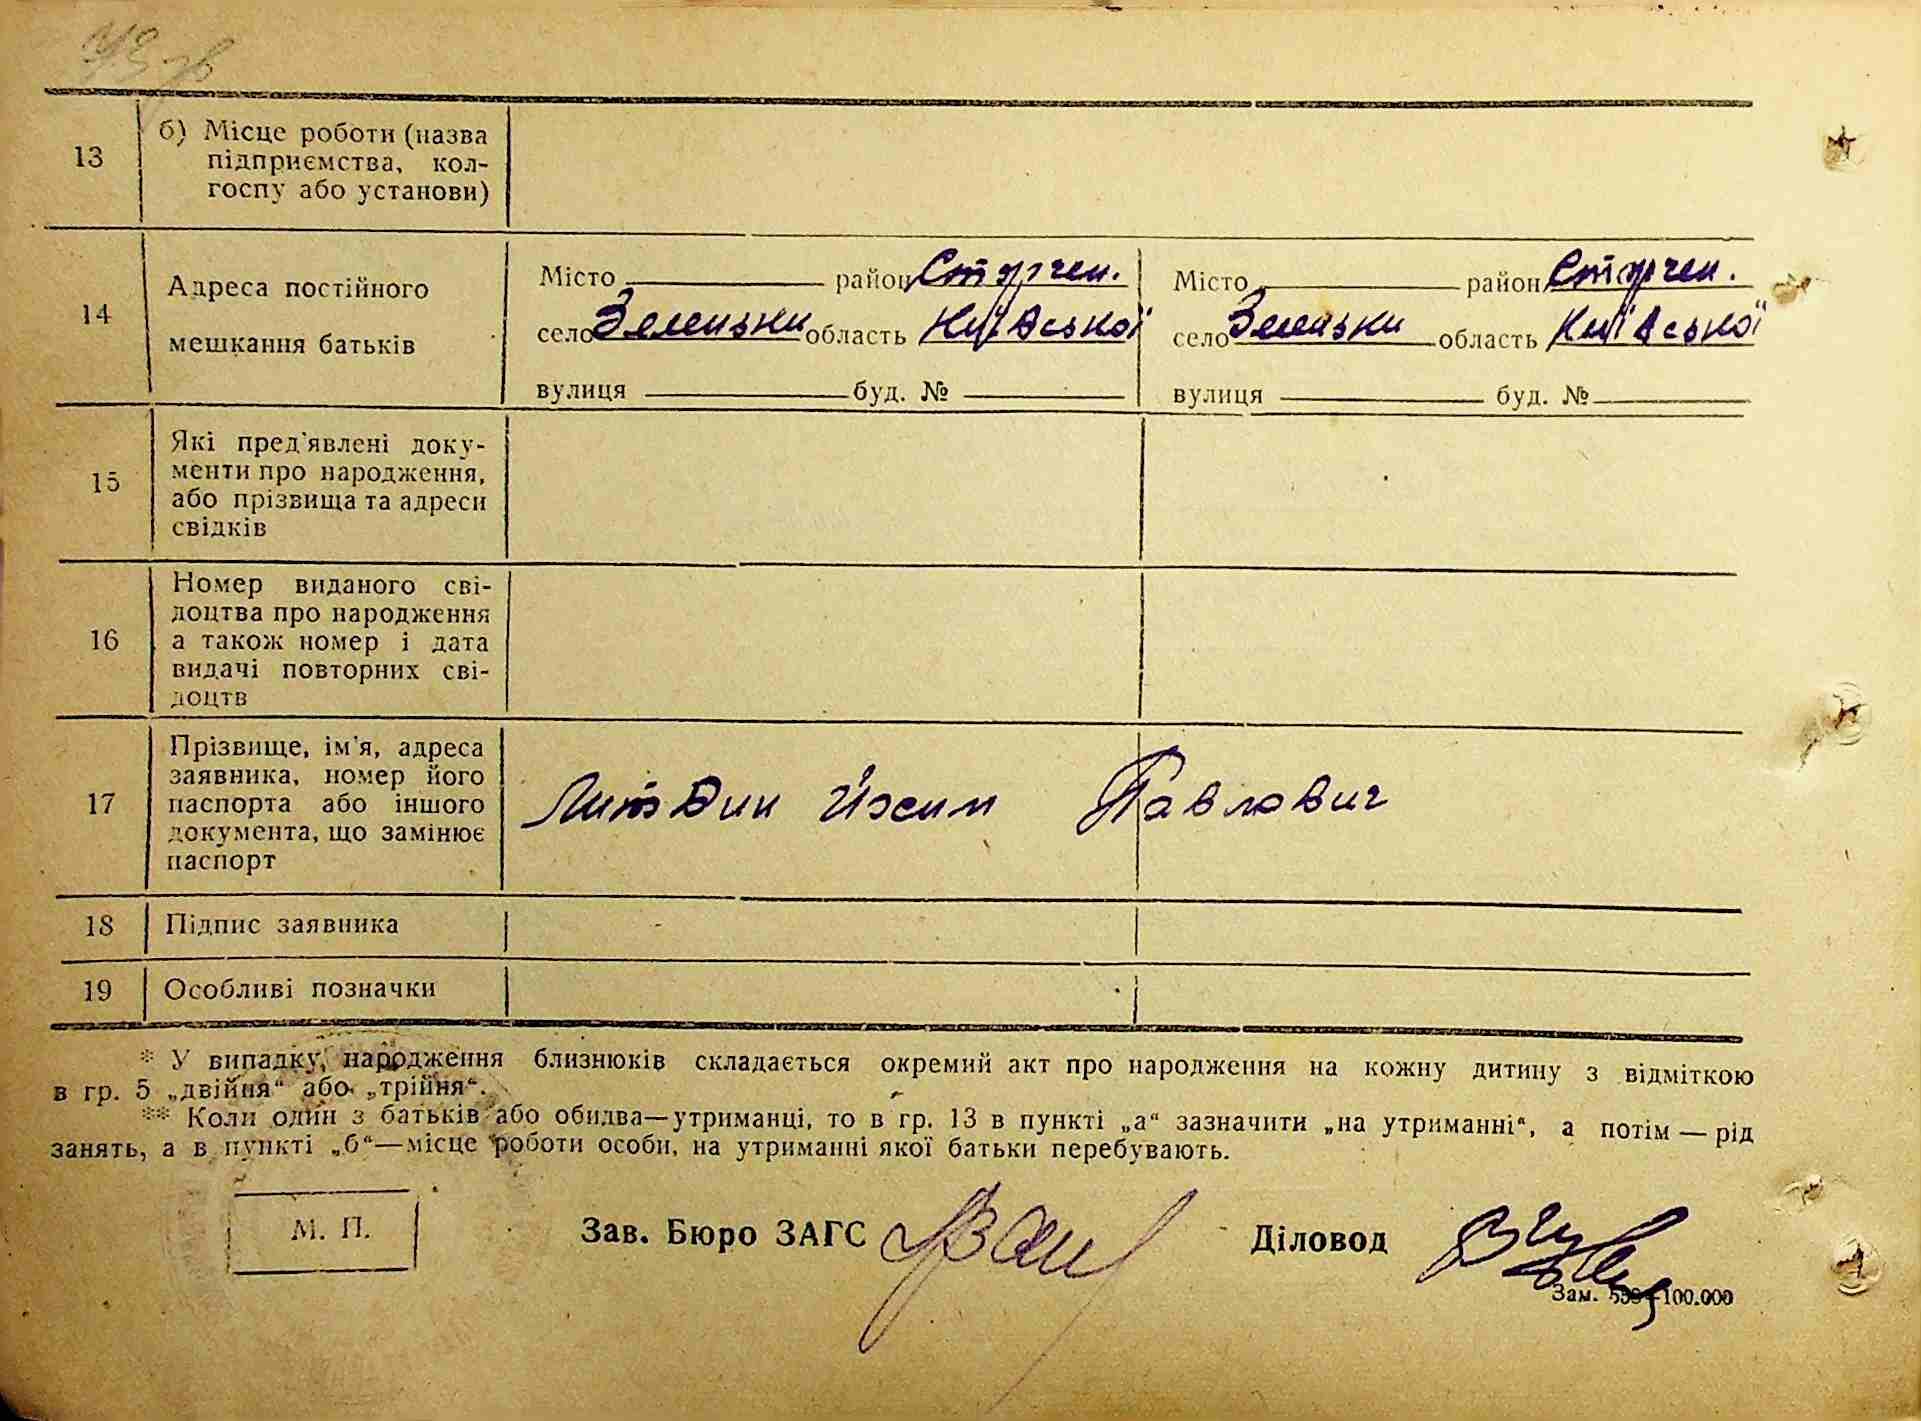 13
б) Місце роботи (назва
підприємства, кол-
госпу або установи)
14
Адреса постійного
мешкання батьків
Місто район Стурчен.
село Зеленьки область Київської
вулиця буд. №
Місто район Стурчен.
село Зеленьки область Київської
вулиця буд. №
15
Які пред'явлені доку-
менти про народження,
або прізвища та адреси
свідків
16
Номер виданого сві-
доцтва про народження
а також номер і дата
видачі повторних сві-
доцтв
17
Прізвище, ім'я, адреса
заявника, номер його
паспорта або іншого
документа, що замінює
паспорт
Литвин Йохим Павлович
18
Підпис заявника
19
Особливі позначки
* У випадку, народження близнюків складається окремий акт про народження на кожну дитину з відміткою
в гр. 5 „двійня“ або „трійня“.
** Коли один з батьків або обидва—утриманці, то в гр. 13 в пункті „а“ зазначити „на утриманні“, а потім — рід
занять, а в пункті „б“—місце роботи особи, на утриманні якої батьки перебувають.
М. П.
Зав. Бюро ЗАГС
Діловод
Зам. 100.000